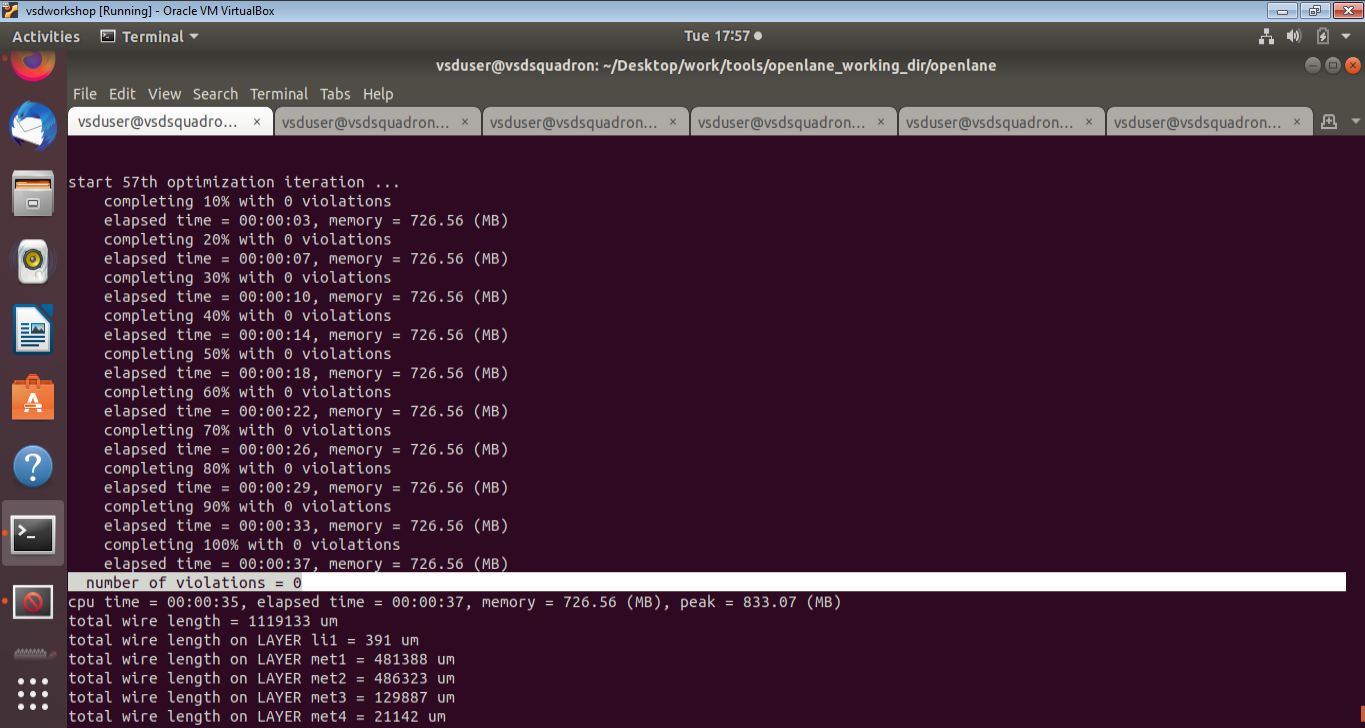 vsdworkshop [Running] - Oracle VM VirtualBox
Activities Terminal Tue 17:57
vsduser@vsdsquadron: ~/Desktop/work/tools/openlane_working_dir/openlane
File Edit View Search Terminal Tabs Help
vsduser@vsdsquadro... × vsduser@vsdsquadron... × vsduser@vsdsquadron... × vsduser@vsdsquadron... × vsduser@vsdsquadron... × vsduser@vsdsquadron... ×
start 57th optimization iteration ...
completing 10% with 0 violations
elapsed time = 00:00:03, memory = 726.56 (MB)
completing 20% with 0 violations
elapsed time = 00:00:07, memory = 726.56 (MB)
completing 30% with 0 violations
elapsed time = 00:00:10, memory = 726.56 (MB)
completing 40% with 0 violations
elapsed time = 00:00:14, memory = 726.56 (MB)
completing 50% with 0 violations
elapsed time = 00:00:18, memory = 726.56 (MB)
completing 60% with 0 violations
elapsed time = 00:00:22, memory = 726.56 (MB)
completing 70% with 0 violations
elapsed time = 00:00:26, memory = 726.56 (MB)
completing 80% with 0 violations
elapsed time = 00:00:29, memory = 726.56 (MB)
completing 90% with 0 violations
elapsed time = 00:00:33, memory = 726.56 (MB)
completing 100% with 0 violations
elapsed time = 00:00:37, memory = 726.56 (MB)
number of violations = 0
cpu time = 00:00:35, elapsed time = 00:00:37, memory = 726.56 (MB), peak = 833.07 (MB)
total wire length = 1119133 um
total wire length on LAYER li1 = 391 um
total wire length on LAYER met1 = 481388 um
total wire length on LAYER met2 = 486323 um
total wire length on LAYER met3 = 129887 um
total wire length on LAYER met4 = 21142 um